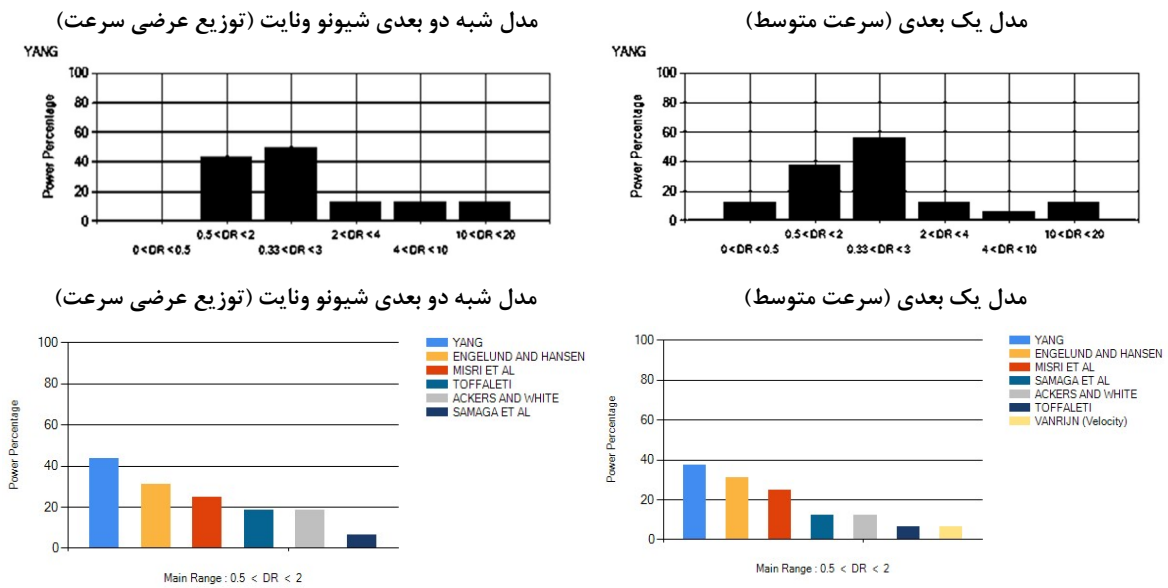 مدل یک بعدی (سرعت متوسط)
مدل شبه دو بعدی شیونو ونایت (توزیع عرضی سرعت)
YANG
100
80
60
40
20
0
Power Percentage
0.5<DR<2
2<DR<4
10<DR<20
0<DR<0.5
0.33<DR<3
4<DR<10
YANG
100
80
60
40
20
0
Power Percentage
0.5<DR<2
2<DR<4
10<DR<20
0<DR<0.5
0.33<DR<3
4<DR<10
مدل یک بعدی (سرعت متوسط)
مدل شبه دو بعدی شیونو ونایت (توزیع عرضی سرعت)
100
80
60
40
20
0
Power Percentage
YANG
ENGELUND AND HANSEN
MISRI ET AL
TOFFALETI
ACKERS AND WHITE
SAMAGA ET AL
Main Range : 0.5 < DR < 2
100
80
60
40
20
0
Power Percentage
YANG
ENGELUND AND HANSEN
MISRI ET AL
SAMAGA ET AL
ACKERS AND WHITE
TOFFALETI
VANRIJN (Velocity)
Main Range : 0.5 < DR < 2